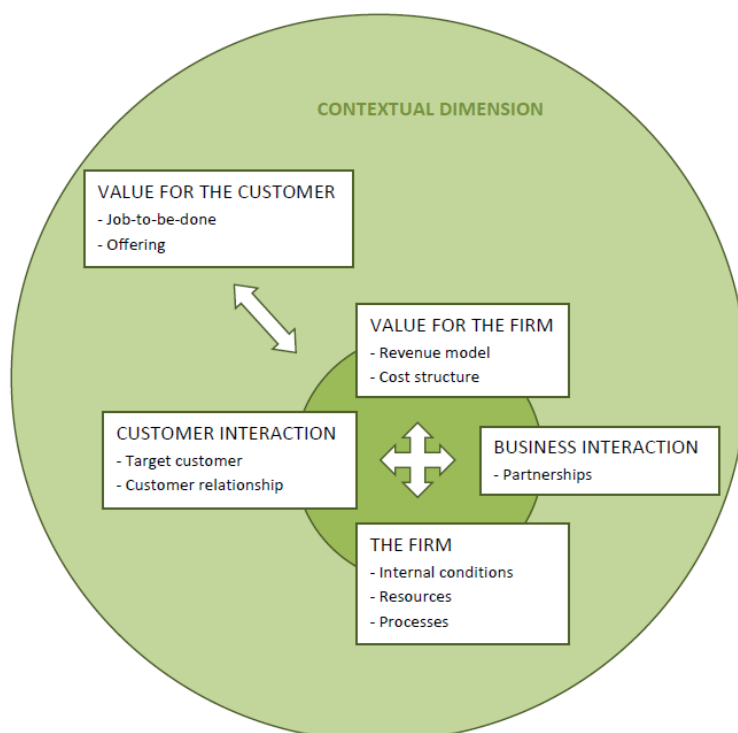 CONTEXTUAL DIMENSION
VALUE FOR THE CUSTOMER
- Job-to-be-done
- Offering
VALUE FOR THE FIRM
- Revenue model
- Cost structure
CUSTOMER INTERACTION
- Target customer
- Customer relationship
BUSINESS INTERACTION
- Partnerships
THE FIRM
- Internal conditions
- Resources
- Processes